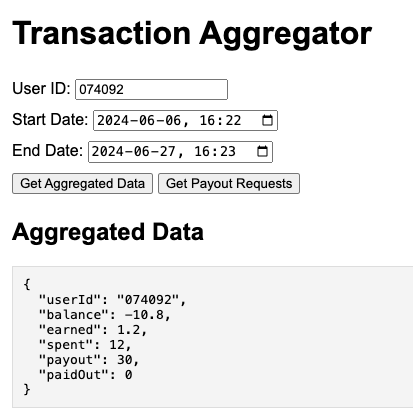 Transaction Aggregator
User ID: 074092
Start Date: 2024-06-06, 16:22
End Date: 2024-06-27, 16:23
Get Aggregated Data Get Payout Requests
Aggregated Data
{
  "userId": "074092",
  "balance": -10.8,
  "earned": 1.2,
  "spent": 12,
  "payout": 30,
  "paidOut": 0
}